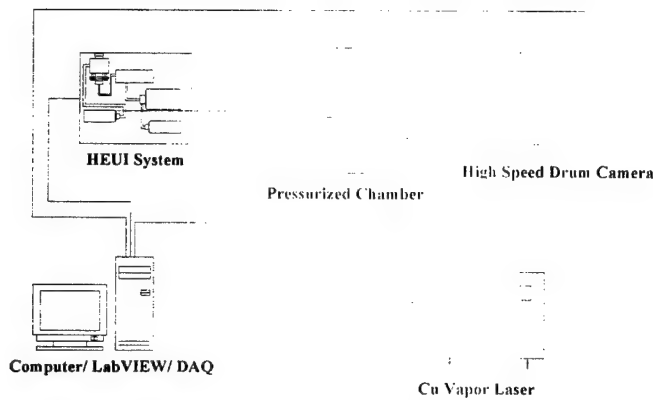 HEUI System
High Speed Drum Camera
Pressurized Chamber
Computer/ LabVIEW/ DAQ
Cu Vapor Laser